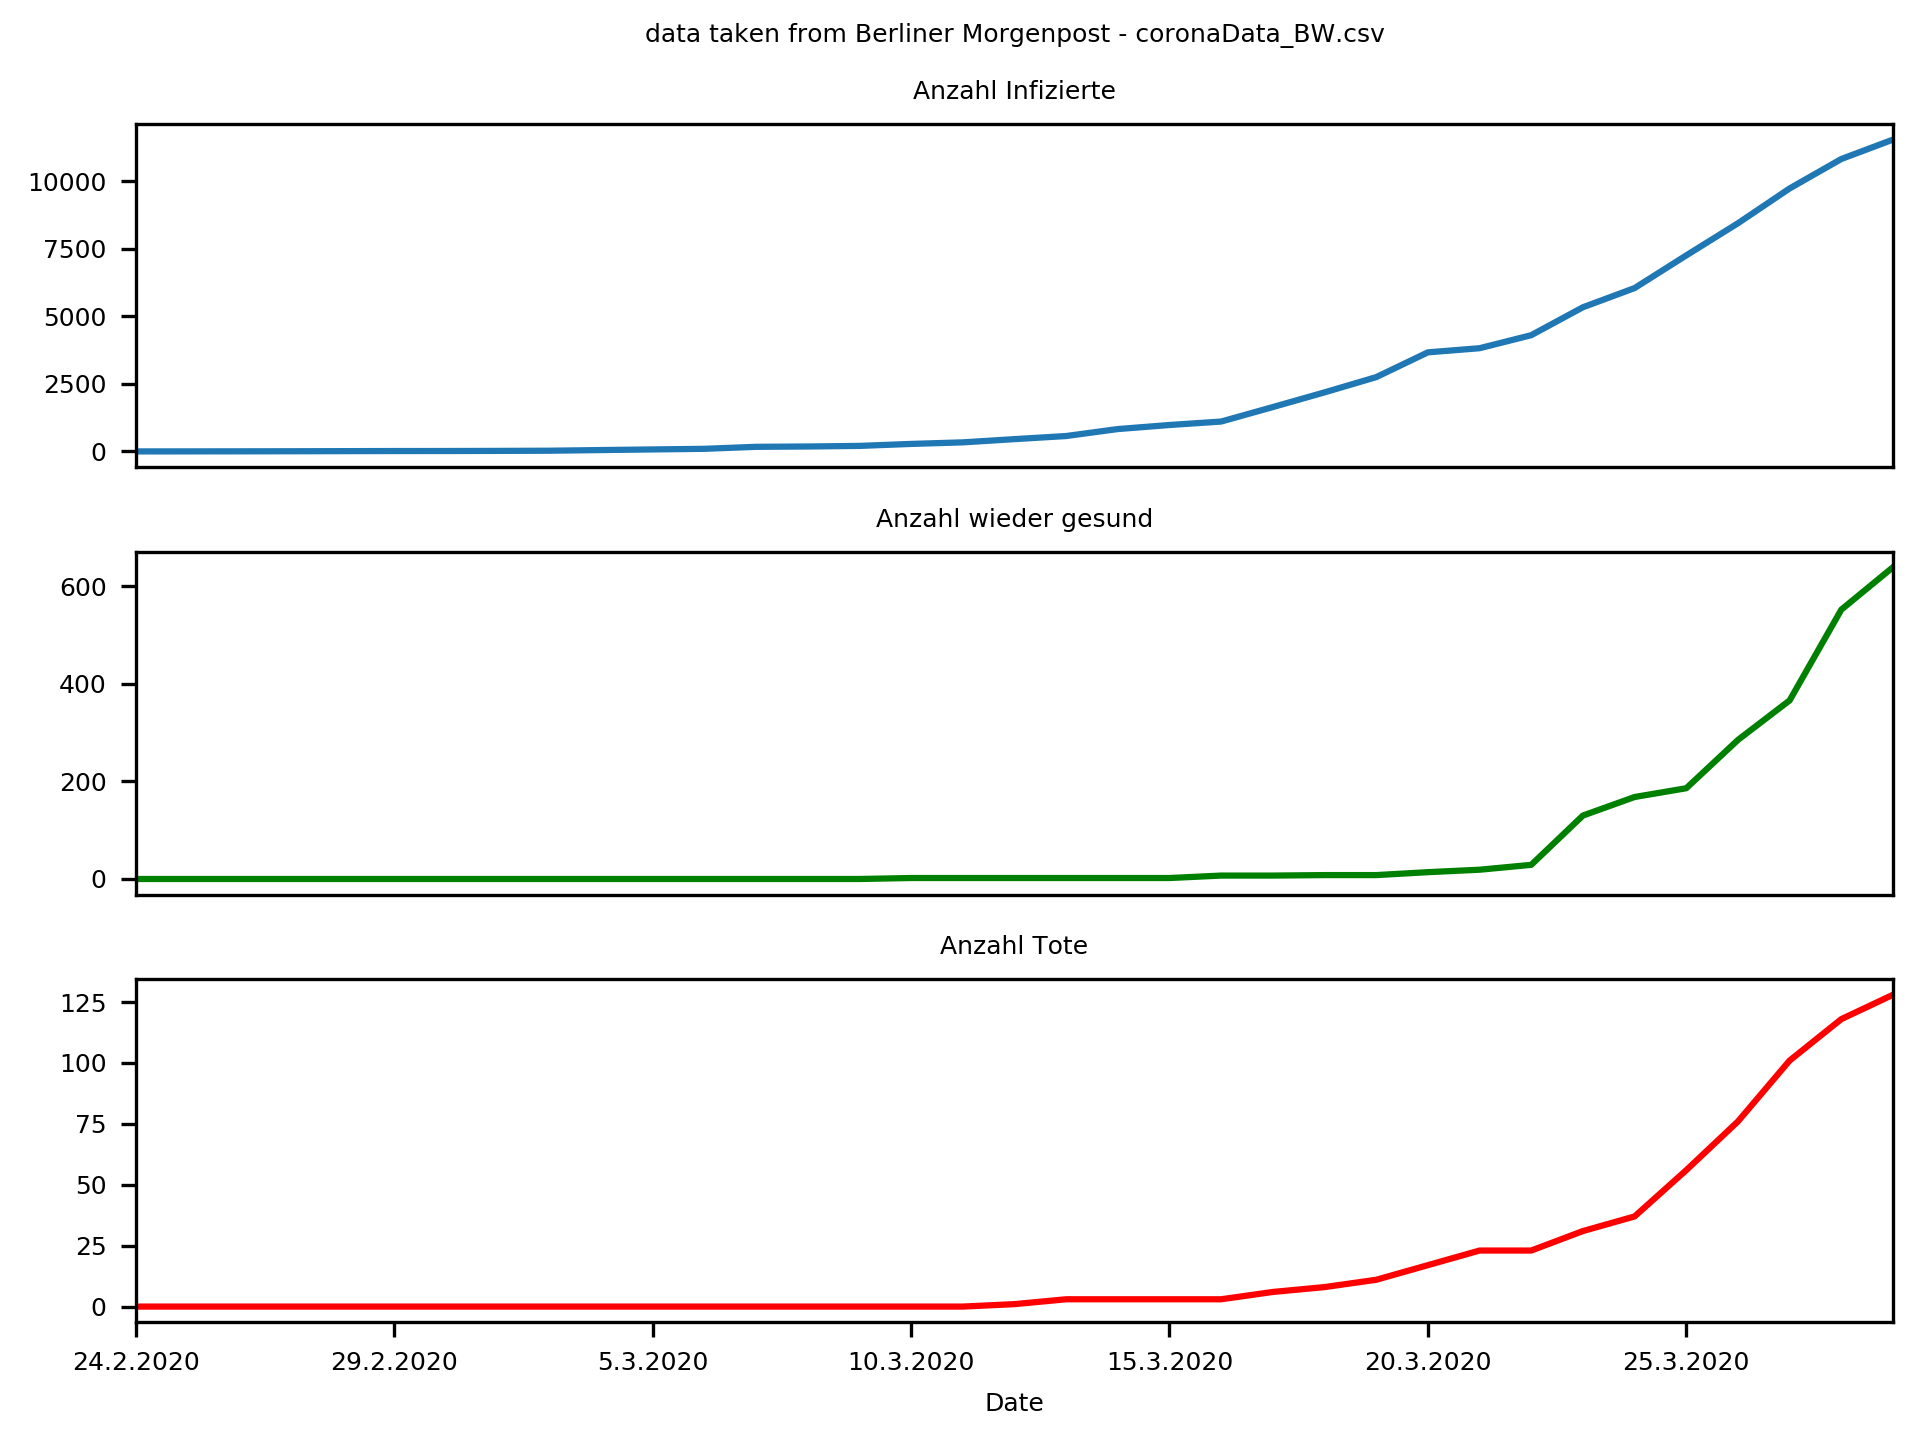 data taken from Berliner Morgenpost - coronaData_BW.csv
Anzahl Infizierte
10000
7500
5000
2500
0
Anzahl wieder gesund
600
400
200
0
Anzahl Tote
125
100
75
50
25
0
24.2.2020 29.2.2020 5.3.2020 10.3.2020 15.3.2020 20.3.2020 25.3.2020
Date